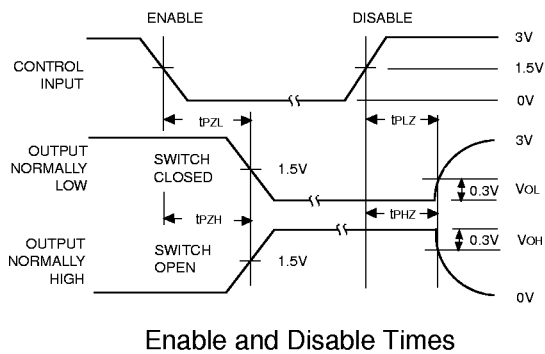 ENABLE DISABLE
3V
CONTROL
INPUT
1.5V
0V
tPZL tPLZ
OUTPUT
NORMALLY
LOW
SWITCH
CLOSED
1.5V
3V
0.3V VOL
tPZH tPHZ
OUTPUT
NORMALLY
HIGH
SWITCH
OPEN
1.5V
0.3V VOH
0V
Enable and Disable Times